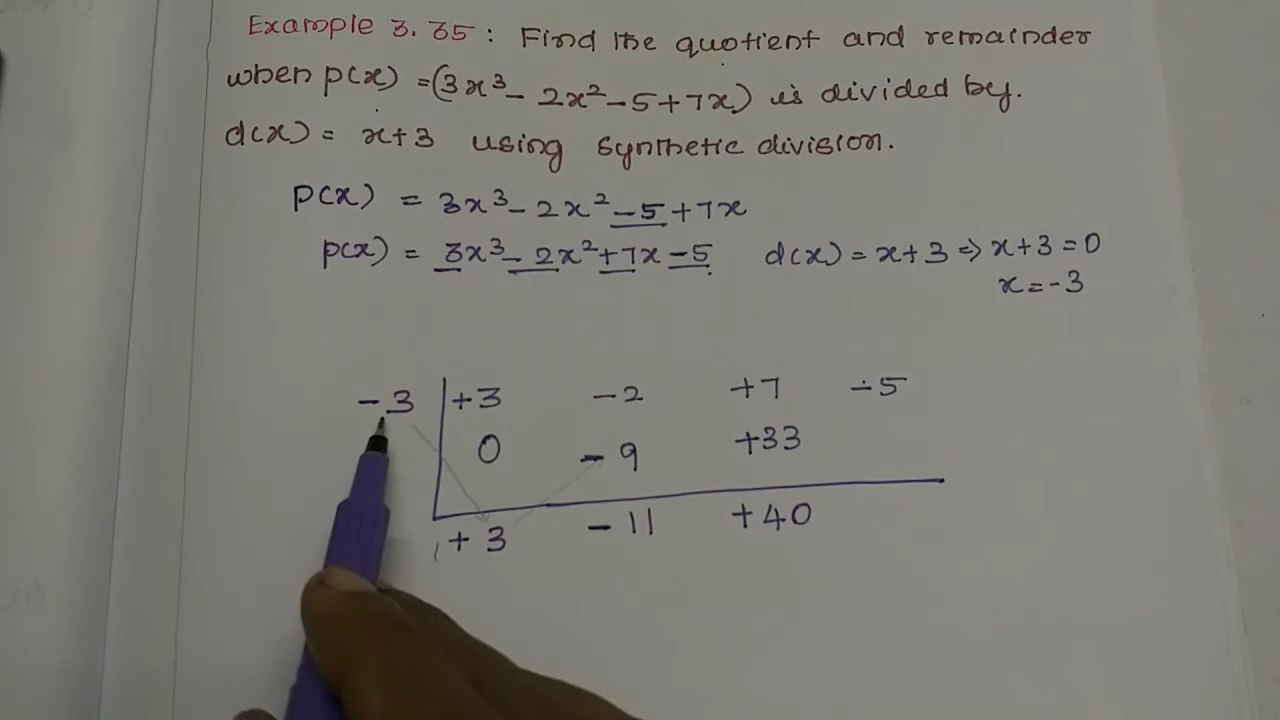 Example 3.35: Find the quotient and remainder
when p(x) = (3x³ - 2x² - 5 + 7x) is divided by.
d(x) = x+3 using synthetic division.
p(x) = 3x³ - 2x² - 5 + 7x
p(x) = 3x³ - 2x² + 7x - 5 d(x) = x+3 ⇒ x+3 = 0
x = -3
-3 | +3 -2 +7 -5
0 -9 +33
+3 -11 +40